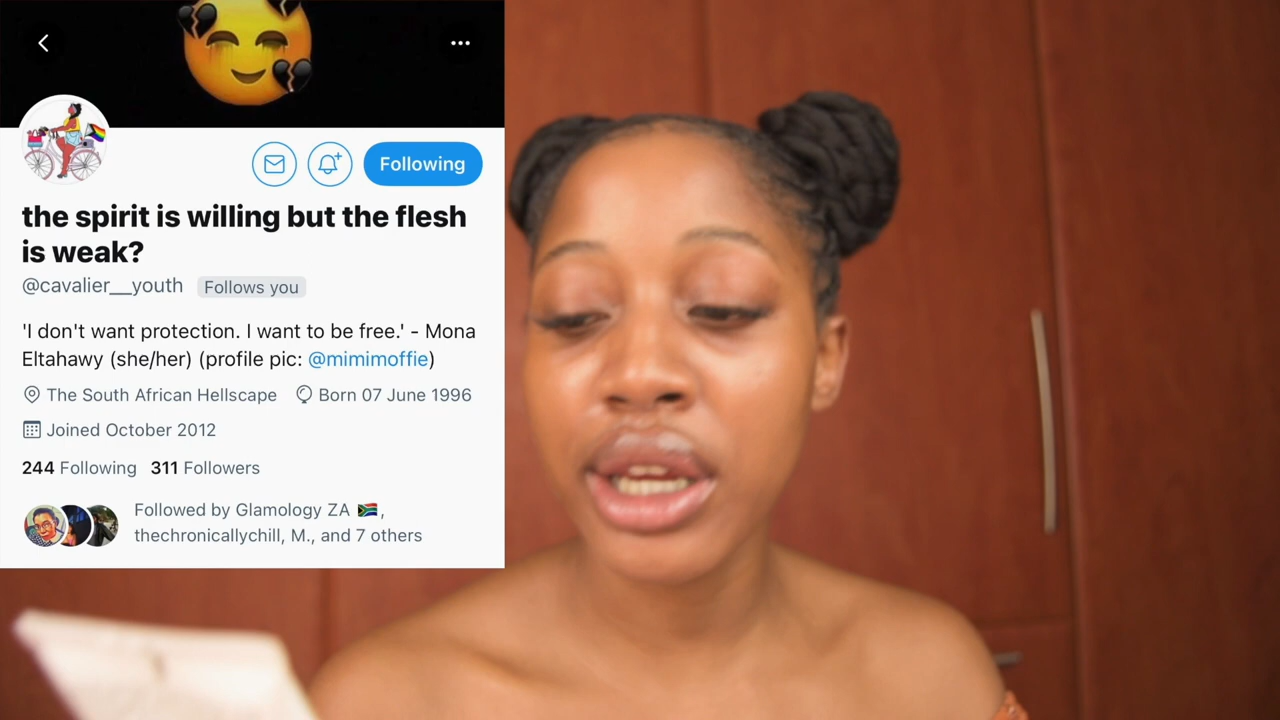 Following
the spirit is willing but the flesh
is weak?
@cavalier__youth Follows you
'I don't want protection. I want to be free.' - Mona
Eltahawy (she/her) (profile pic: @mimimoffie)
The South African Hellscape Born 07 June 1996
Joined October 2012
244 Following 311 Followers
Followed by Glamology ZA 🇿🇦,
thechronicallychill, M., and 7 others